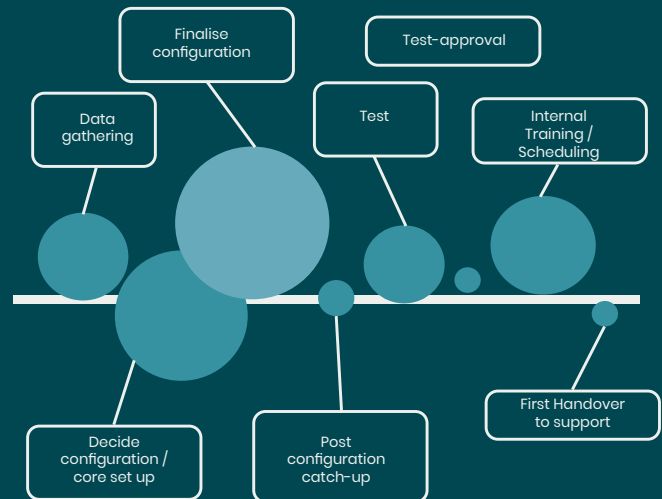 Finalise
configuration
Test-approval
Data
gathering
Test
Internal
Training /
Scheduling
Decide
configuration /
core set up
Post
configuration
catch-up
First Handover
to support